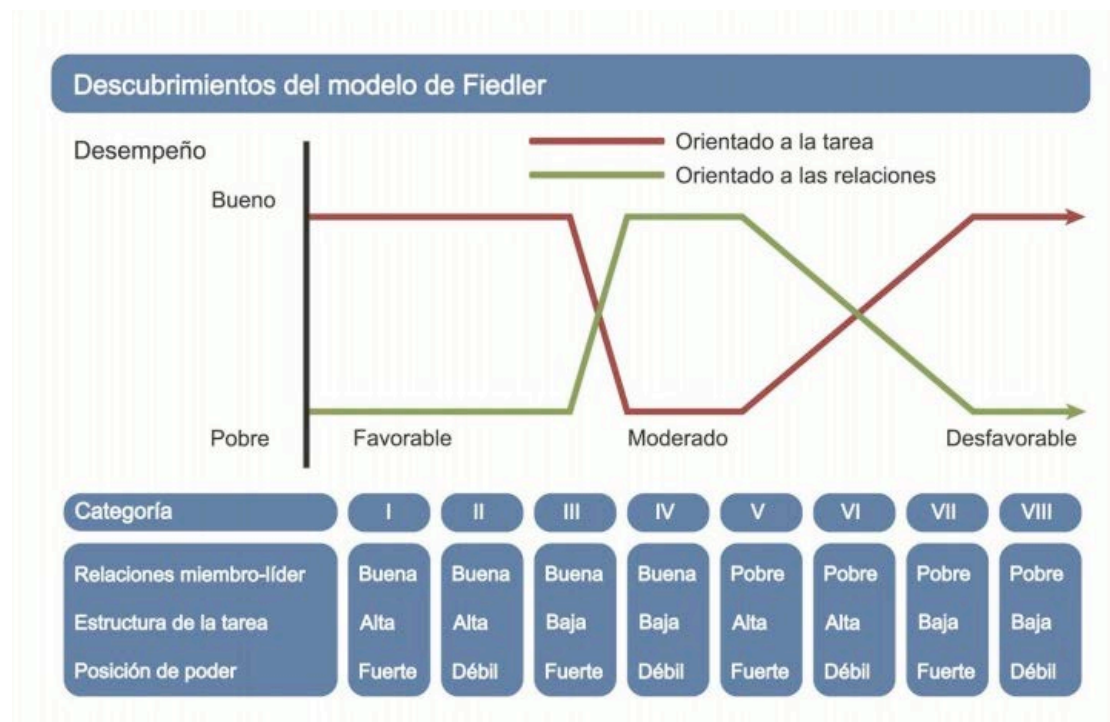 Descubrimientos del modelo de Fiedler
Desempeño
Orientado a la tarea
Orientado a las relaciones
Bueno
Pobre Favorable Moderado Desfavorable
Categoría I II III IV V VI VII VIII
Relaciones miembro-líder Buena Buena Buena Buena Pobre Pobre Pobre Pobre
Estructura de la tarea Alta Alta Baja Baja Alta Alta Baja Baja
Posición de poder Fuerte Débil Fuerte Débil Fuerte Débil Fuerte Débil